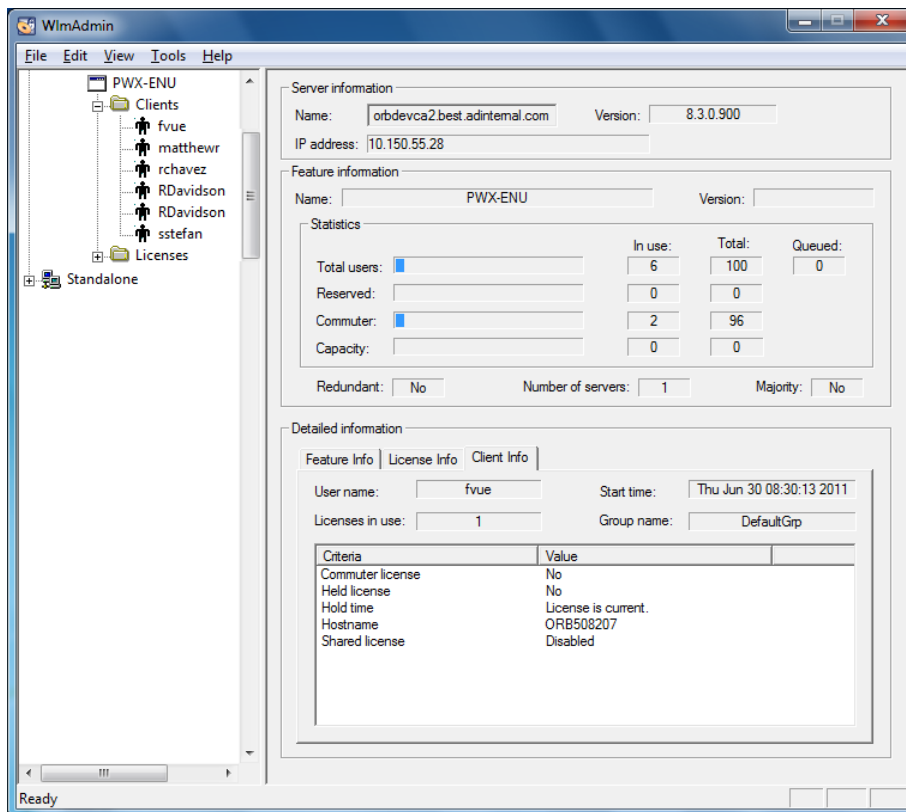 WlmAdmin
File Edit View Tools Help
PWX-ENU
Clients
fvue
matthewr
rchavez
RDavidson
RDavidson
sstefan
Licenses
Standalone
Server information
Name: orbdevca2.best.adinternal.com Version: 8.3.0.900
IP address: 10.150.55.28
Feature information
Name: PWX-ENU Version:
Statistics
In use: Total: Queued:
Total users: 6 100 0
Reserved: 0 0
Commuter: 2 96
Capacity: 0 0
Redundant: No Number of servers: 1 Majority: No
Detailed information
Feature Info License Info Client Info
User name: fvue Start time: Thu Jun 30 08:30:13 2011
Licenses in use: 1 Group name: DefaultGrp
Criteria Value
Commuter license No
Held license No
Hold time License is current.
Hostname ORB508207
Shared license Disabled
Ready